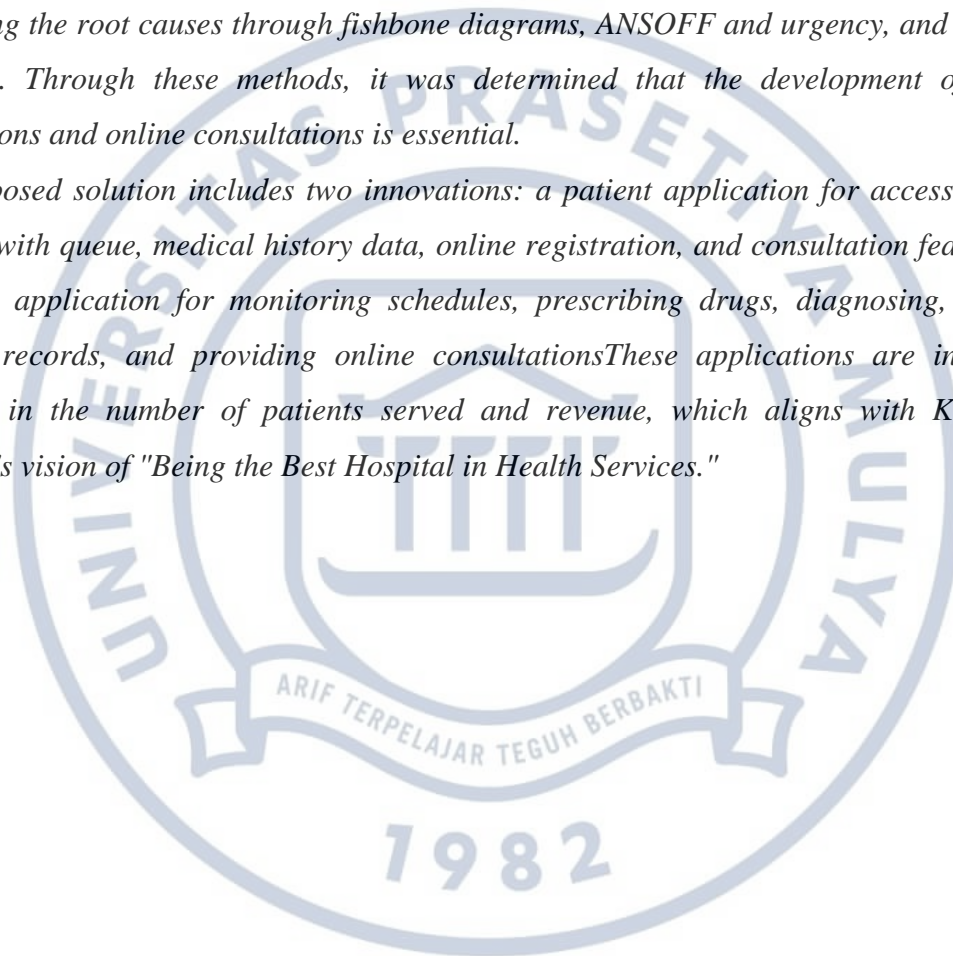 ng the root causes through fishbone diagrams, ANSOFF and urgency, and
. Through these methods, it was determined that the development o
ons and online consultations is essential.
posed solution includes two innovations: a patient application for access
with queue, medical history data, online registration, and consultation fea
application for monitoring schedules, prescribing drugs, diagnosing,
records, and providing online consultationsThese applications are in
in the number of patients served and revenue, which aligns with K
's vision of "Being the Best Hospital in Health Services."
UNIVERSITAS PRASETIYA MULYA
ARIF TERPELAJAR TEGUH BERBAKTI
1982